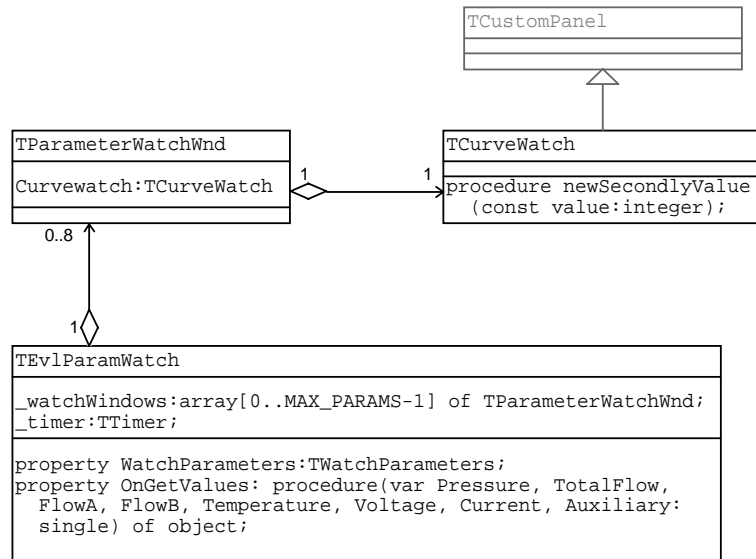 TCustomPanel
TParameterWatchWnd
Curvewatch:TCurveWatch
1
1
TCurveWatch
procedure newSecondlyValue
(const value:integer);
0..8
1
TEvlParamWatch
_watchWindows:array[0..MAX_PARAMS-1] of TParameterWatchWnd;
_timer:TTimer;
property WatchParameters:TWatchParameters;
property OnGetValues: procedure(var Pressure, TotalFlow,
FlowA, FlowB, Temperature, Voltage, Current, Auxiliary:
single) of object;